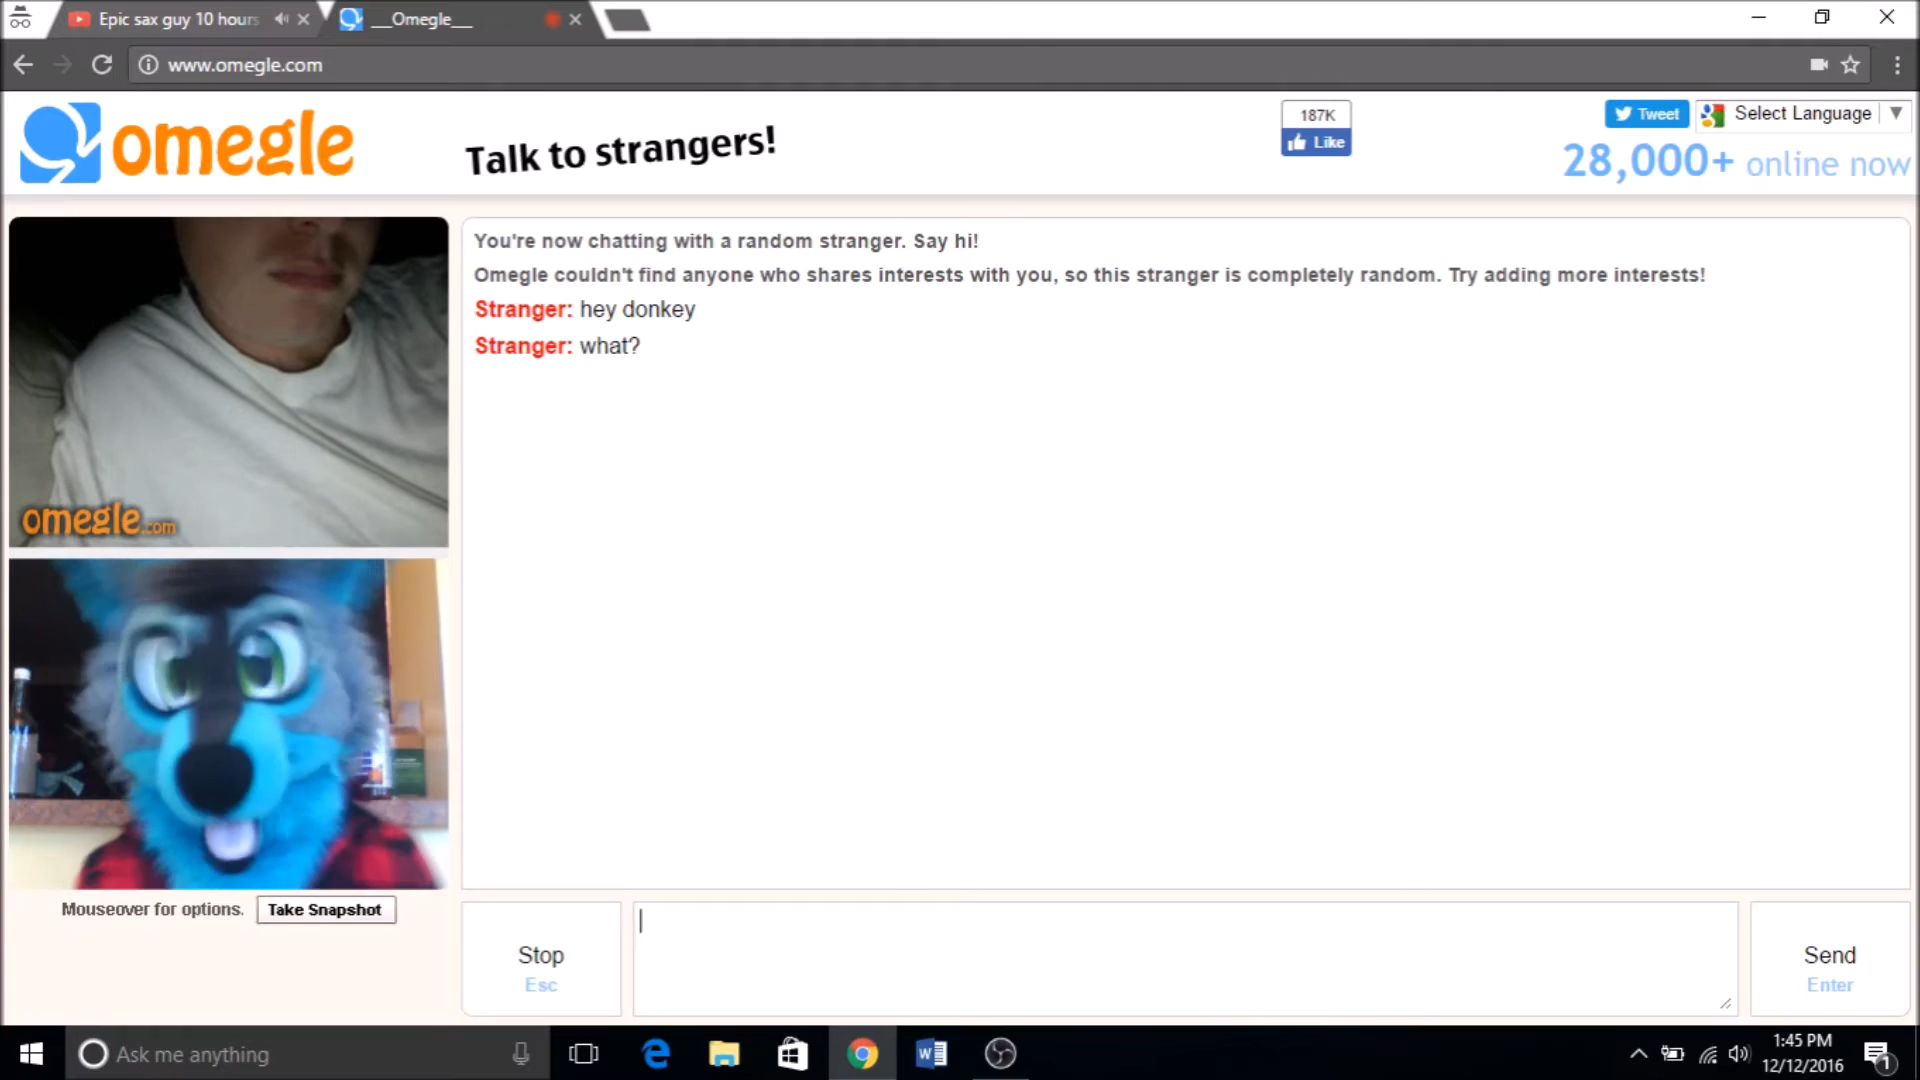 Epic sax guy 10 hours
__Omegle__
www.omegle.com
omegle
Talk to strangers!
187K
Like
Tweet
Select Language
28,000+ online now
You're now chatting with a random stranger. Say hi!
Omegle couldn't find anyone who shares interests with you, so this stranger is completely random. Try adding more interests!
Stranger: hey donkey
Stranger: what?
omegle.com
Mouseover for options.
Take Snapshot
Stop
Esc
Send
Enter
Ask me anything
1:45 PM
12/12/2016
1